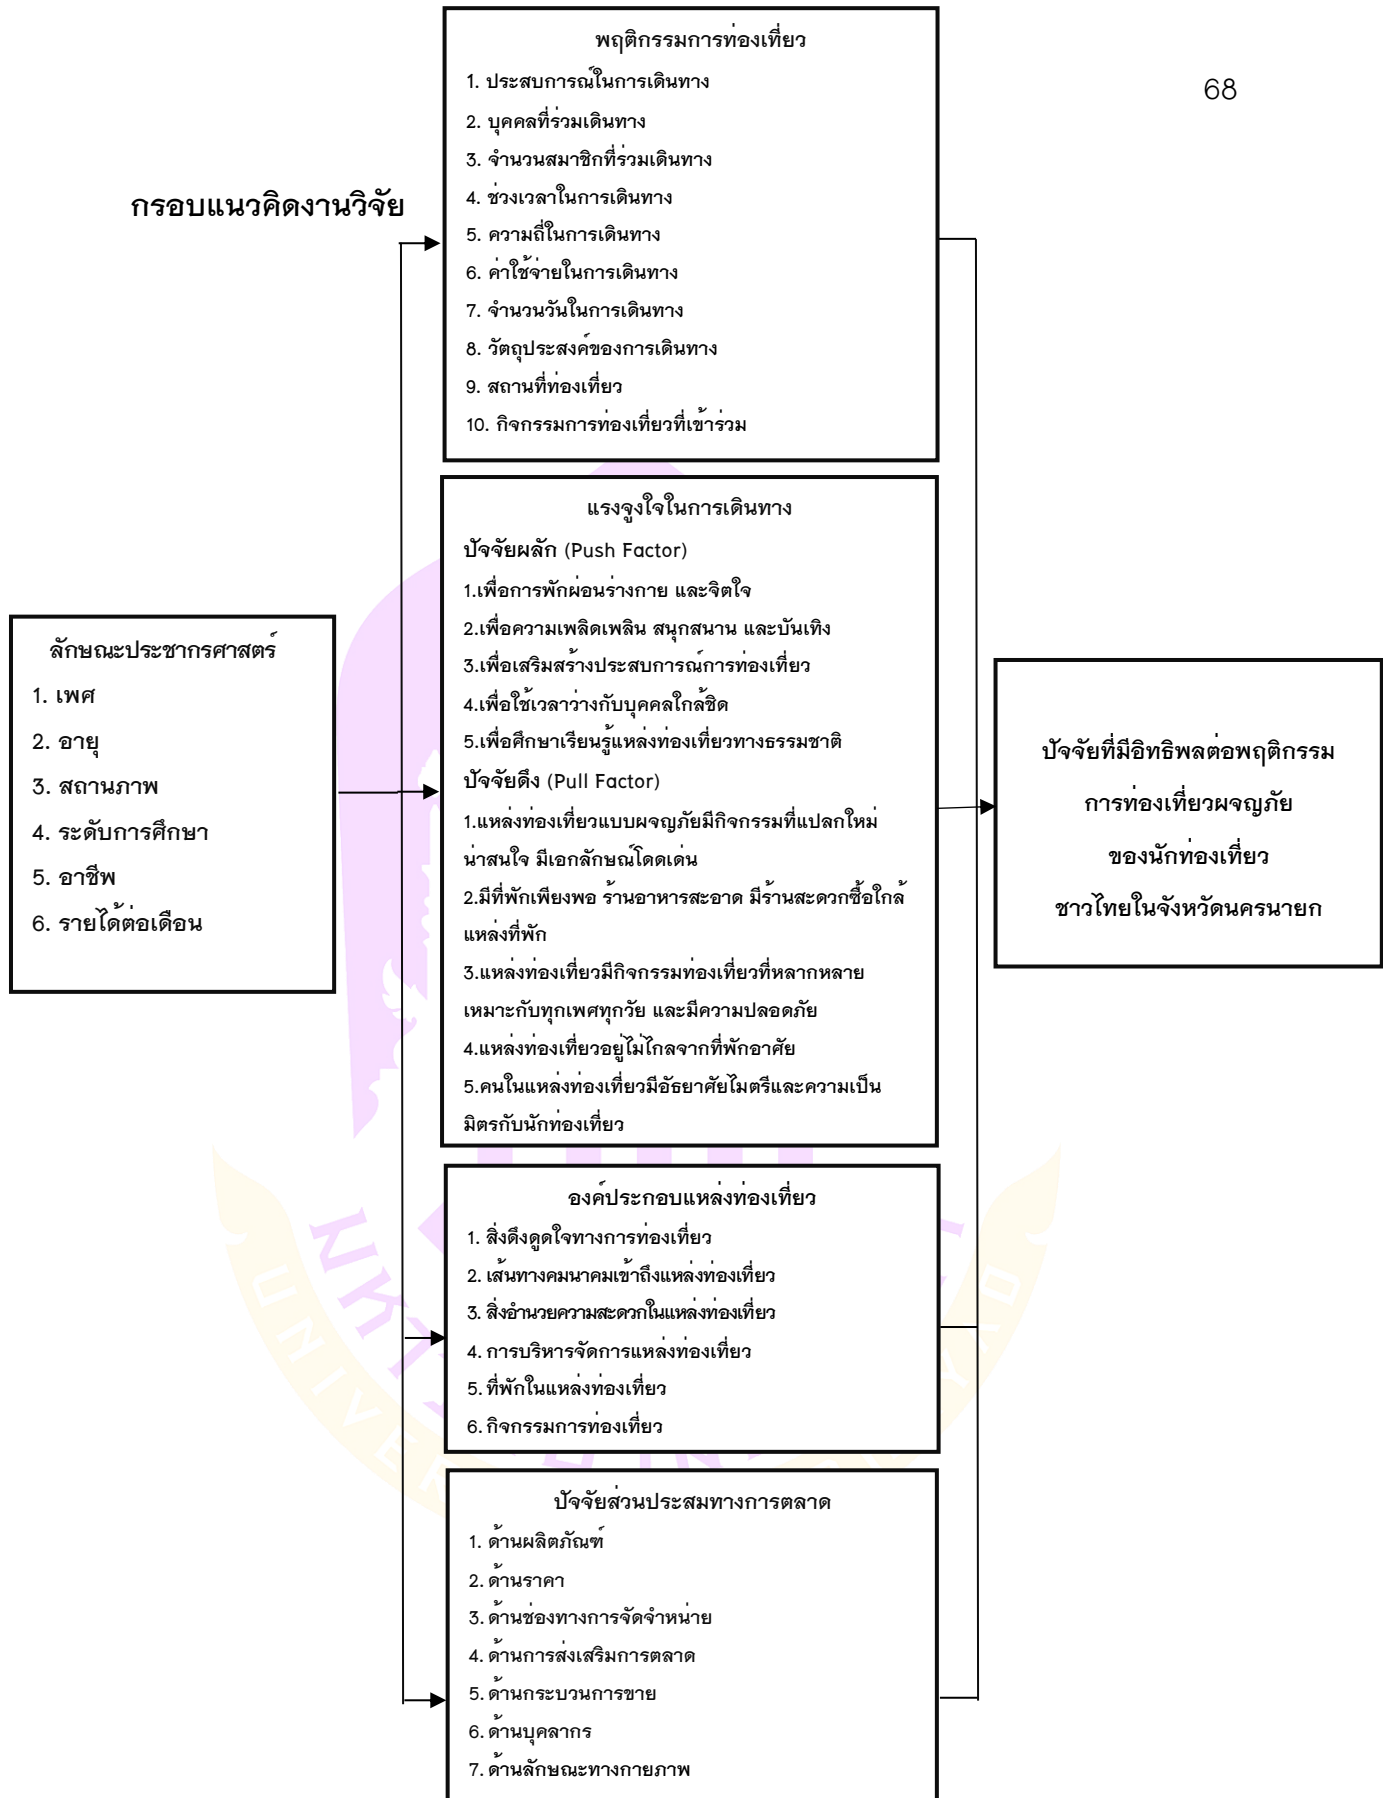 68
กรอบแนวคิดงานวิจัย
พฤติกรรมการท่องเที่ยว
1. ประสบการณ์ในการเดินทาง
2. บุคคลที่ร่วมเดินทาง
3. จำนวนสมาชิกที่ร่วมเดินทาง
4. ช่วงเวลาในการเดินทาง
5. ความถี่ในการเดินทาง
6. ค่าใช้จ่ายในการเดินทาง
7. จำนวนวันในการเดินทาง
8. วัตถุประสงค์ของการเดินทาง
9. สถานที่ท่องเที่ยว
10. กิจกรรมการท่องเที่ยวที่เข้าร่วม
ลักษณะประชากรศาสตร์
1. เพศ
2. อายุ
3. สถานภาพ
4. ระดับการศึกษา
5. อาชีพ
6. รายได้ต่อเดือน
แรงจูงใจในการเดินทาง
ปัจจัยผลัก (Push Factor)
1.เพื่อการพักผ่อนร่างกาย และจิตใจ
2.เพื่อความเพลิดเพลิน สนุกสนาน และบันเทิง
3.เพื่อเสริมสร้างประสบการณ์การท่องเที่ยว
4.เพื่อใช้เวลาว่างกับบุคคลใกล้ชิด
5.เพื่อศึกษาเรียนรู้แหล่งท่องเที่ยวทางธรรมชาติ
ปัจจัยดึง (Pull Factor)
1.แหล่งท่องเที่ยวแบบผจญภัยมีกิจกรรมที่แปลกใหม่
น่าสนใจ มีเอกลักษณ์โดดเด่น
2.มีที่พักเพียงพอ ร้านอาหารสะอาด มีร้านสะดวกซื้อใกล้
แหล่งที่พัก
3.แหล่งท่องเที่ยวมีกิจกรรมท่องเที่ยวที่หลากหลาย
เหมาะกับทุกเพศทุกวัย และมีความปลอดภัย
4.แหล่งท่องเที่ยวอยู่ไม่ไกลจากที่พักอาศัย
5.คนในแหล่งท่องเที่ยวมีอัธยาศัยไมตรีและความเป็น
มิตรกับนักท่องเที่ยว
ปัจจัยที่มีอิทธิพลต่อพฤติกรรม
การท่องเที่ยวผจญภัย
ของนักท่องเที่ยว
ชาวไทยในจังหวัดนครนายก
องค์ประกอบแหล่งท่องเที่ยว
1. สิ่งดึงดูดใจทางการท่องเที่ยว
2. เส้นทางคมนาคมเข้าถึงแหล่งท่องเที่ยว
3. สิ่งอำนวยความสะดวกในแหล่งท่องเที่ยว
4. การบริหารจัดการแหล่งท่องเที่ยว
5. ที่พักในแหล่งท่องเที่ยว
6. กิจกรรมการท่องเที่ยว
ปัจจัยส่วนประสมทางการตลาด
1. ด้านผลิตภัณฑ์
2. ด้านราคา
3. ด้านช่องทางการจัดจำหน่าย
4. ด้านการส่งเสริมการตลาด
5. ด้านกระบวนการขาย
6. ด้านบุคลากร
7. ด้านลักษณะทางกายภาพ